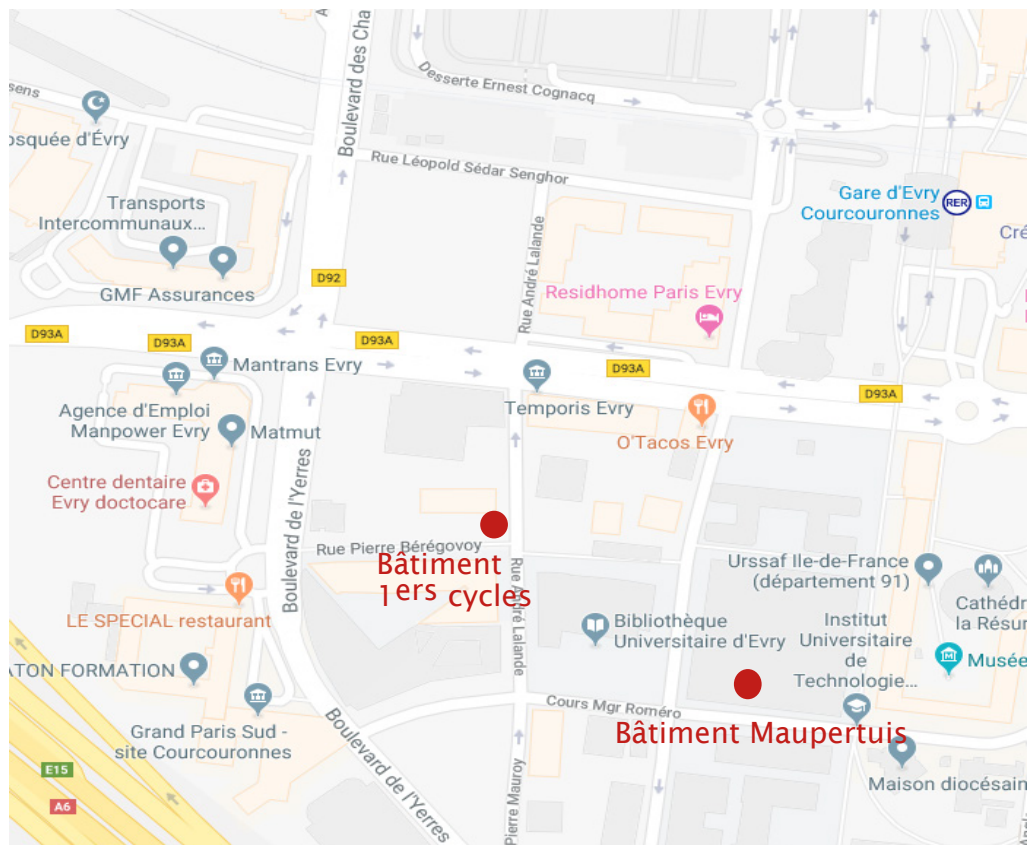 Boulevard des Cha
Desserte Ernest Cognacq
sens
osquée d'Évry
Rue Léopold Sédar Senghor
Transports
Intercommunaux...
Gare d'Evry
Courcouronnes
RER
Cré
GMF Assurances
D92
Rue André Lalande
Residhome Paris Evry
D93A
D93A
D93A
D93A
D93A
Mantrans Evry
Agence d'Emploi
Manpower Evry
Matmut
Temporis Evry
O'Tacos Evry
Centre dentaire
Evry doctocare
Boulevard de l'Yerres
Rue Pierre Bérégovoy
Bâtiment
1ers cycles
Rue André Lalande
Urssaf Ile-de-France
(département 91)
Cathédr
la Résur
LE SPECIAL restaurant
Bibliothèque
Universitaire d'Evry
Institut
Universitaire
de
Technologie...
Musée
ATON FORMATION
Grand Paris Sud -
site Courcouronnes
Cours Mgr Roméro
Bâtiment Maupertuis
Boulevard de l'Yerres
Pierre Mauroy
Maison diocésain
E15
A6